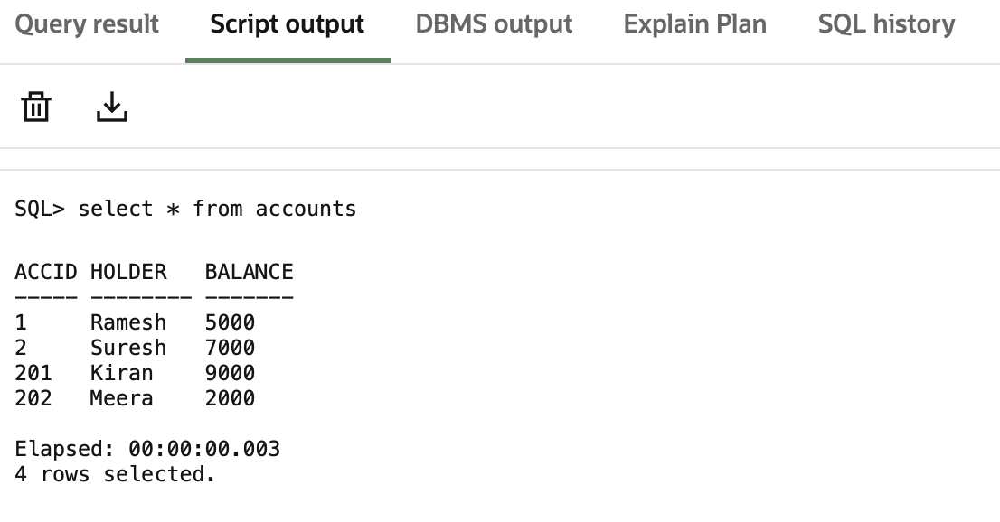 Query result Script output DBMS output Explain Plan SQL history
SQL> select * from accounts
ACCID HOLDER   BALANCE
----- -------- -------
1     Ramesh   5000
2     Suresh   7000
201   Kiran    9000
202   Meera    2000
Elapsed: 00:00:00.003
4 rows selected.